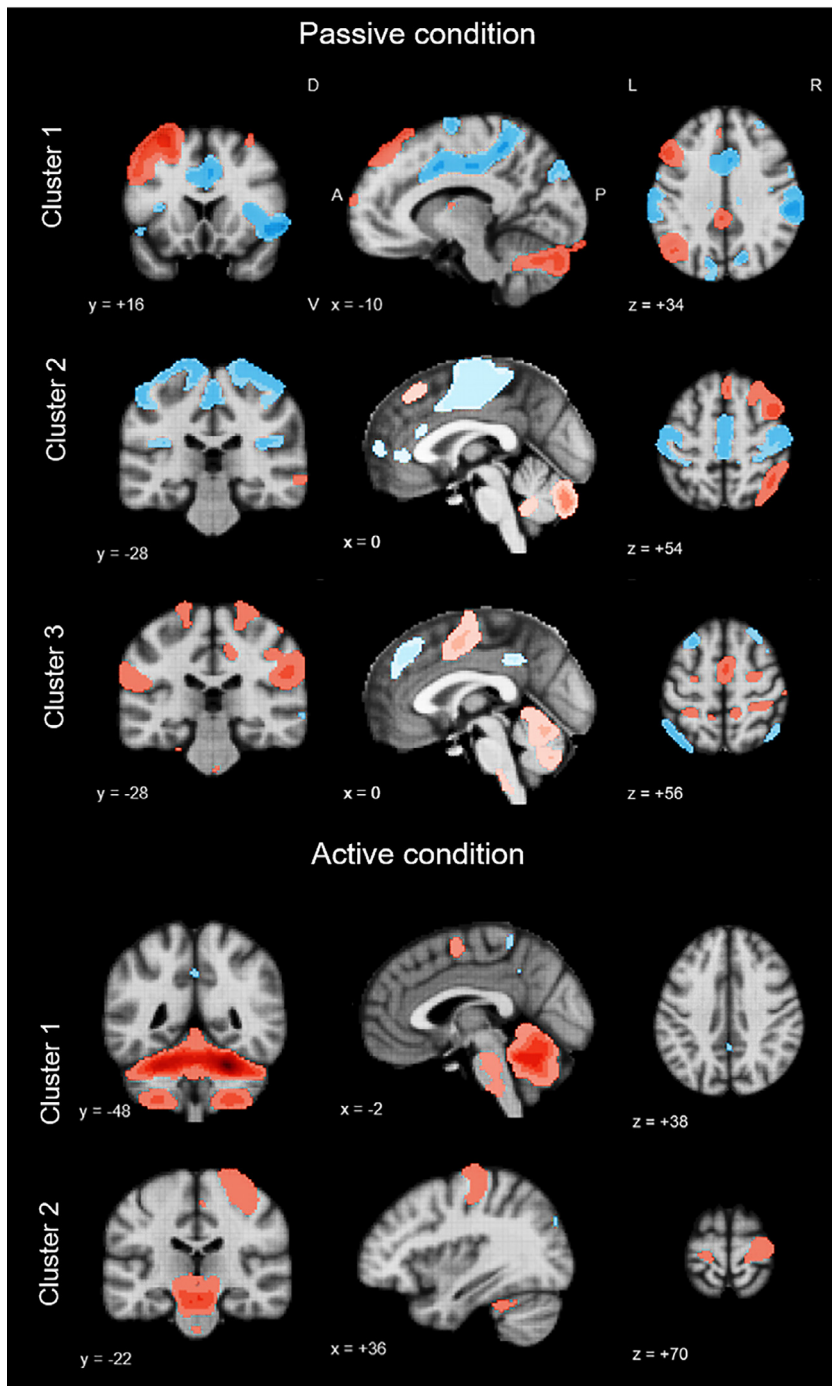 Passive condition
D
L
R
Cluster 1
A
P
y = +16
V
x = -10
z = +34
Cluster 2
y = -28
x = 0
z = +54
Cluster 3
y = -28
x = 0
z = +56
Active condition
Cluster 1
y = -48
x = -2
z = +38
Cluster 2
y = -22
x = +36
z = +70